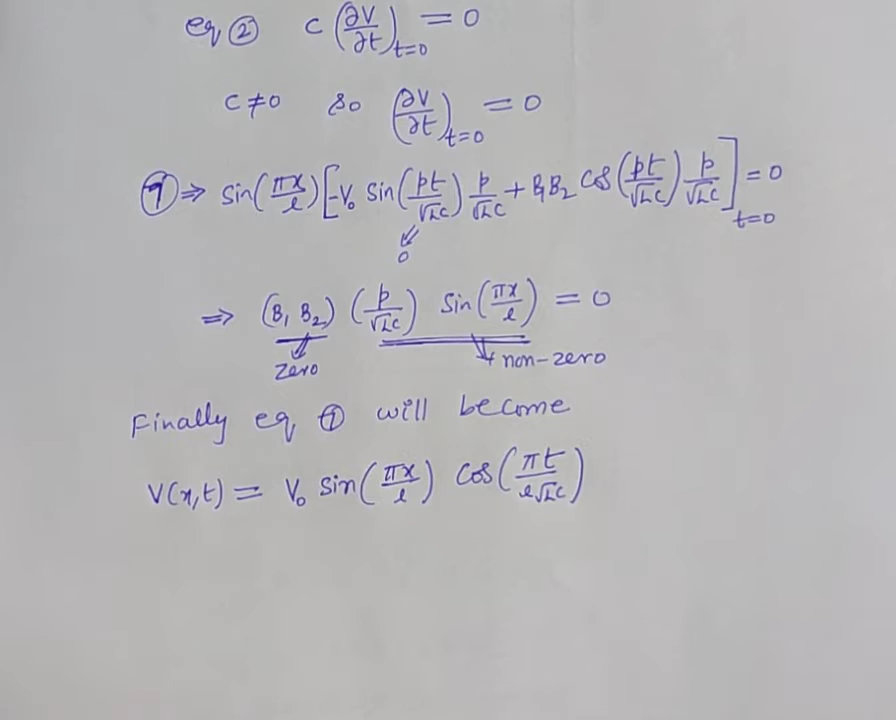 eq ② c(∂V/∂t)t=0 = 0
c≠0 so (∂V/∂t)t=0 = 0
⑦⇒ sin(πx/l)[-V₀ sin(pt/√LC) p/√LC + B₁B₂ cos(pt/√LC) p/√LC]t=0 = 0
0
⇒ (B₁ B₂) (p/√LC) sin(πx/l) = 0
zero non-zero
Finally eq ⑦ will become
V(x,t) = V₀ sin(πx/l) cos(πt/l√LC)